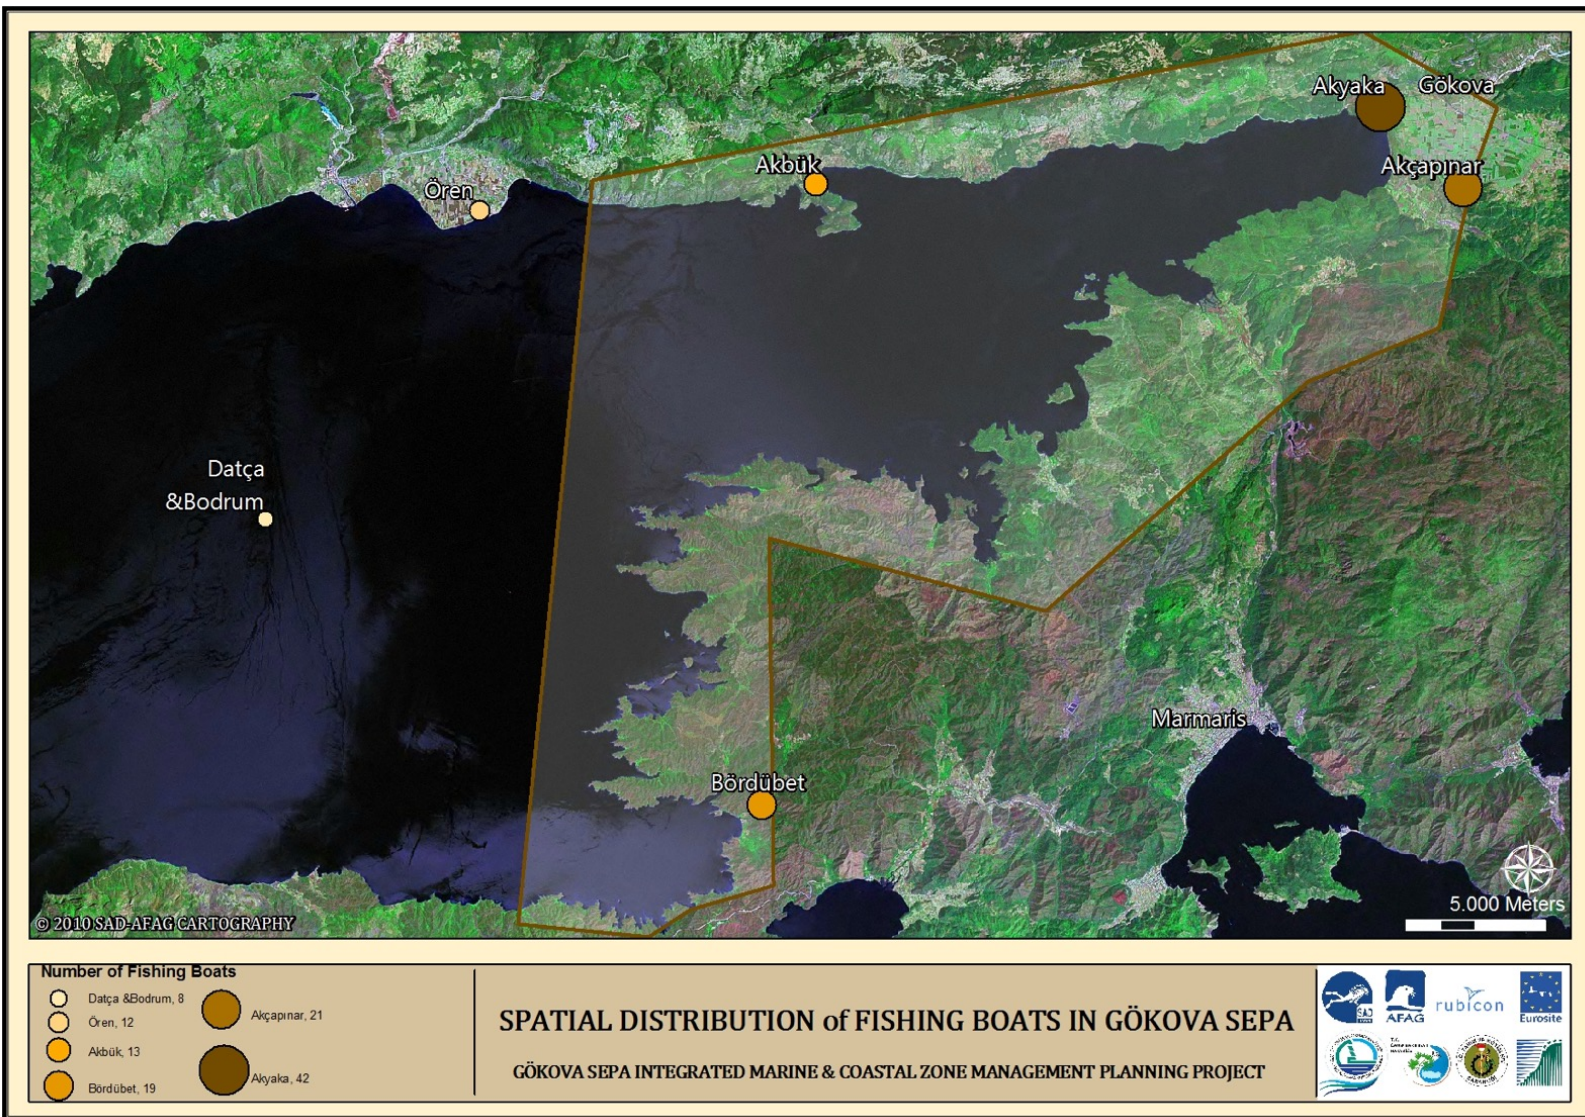 Akyaka
Gökova
Akbük
Akçapınar
Ören
Datça
&Bodrum
Marmaris
Bördübet
5.000 Meters
© 2010 SAD-AFAG CARTOGRAPHY
Number of Fishing Boats
Datça &Bodrum, 8
Ören, 12
Akbük, 13
Bördübet, 19
Akçapınar, 21
Akyaka, 42
SPATIAL DISTRIBUTION of FISHING BOATS IN GÖKOVA SEPA
GÖKOVA SEPA INTEGRATED MARINE & COASTAL ZONE MANAGEMENT PLANNING PROJECT
SAD
AFAG
rubicon
Eurosite